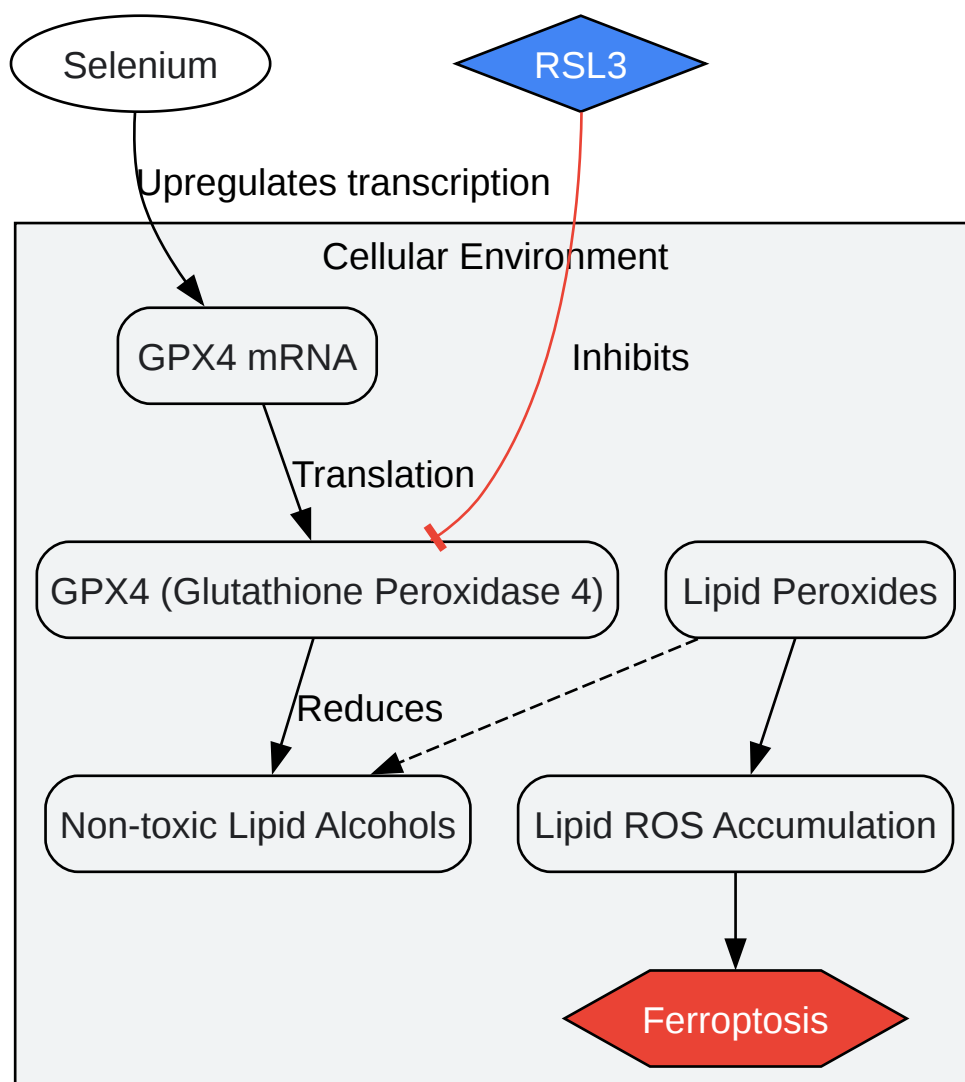 Selenium
RSL3
Upregulates transcription
Cellular Environment
GPX4 mRNA
Inhibits
Translation
GPX4 (Glutathione Peroxidase 4)
Lipid Peroxides
Reduces
Non-toxic Lipid Alcohols
Lipid ROS Accumulation
Ferroptosis